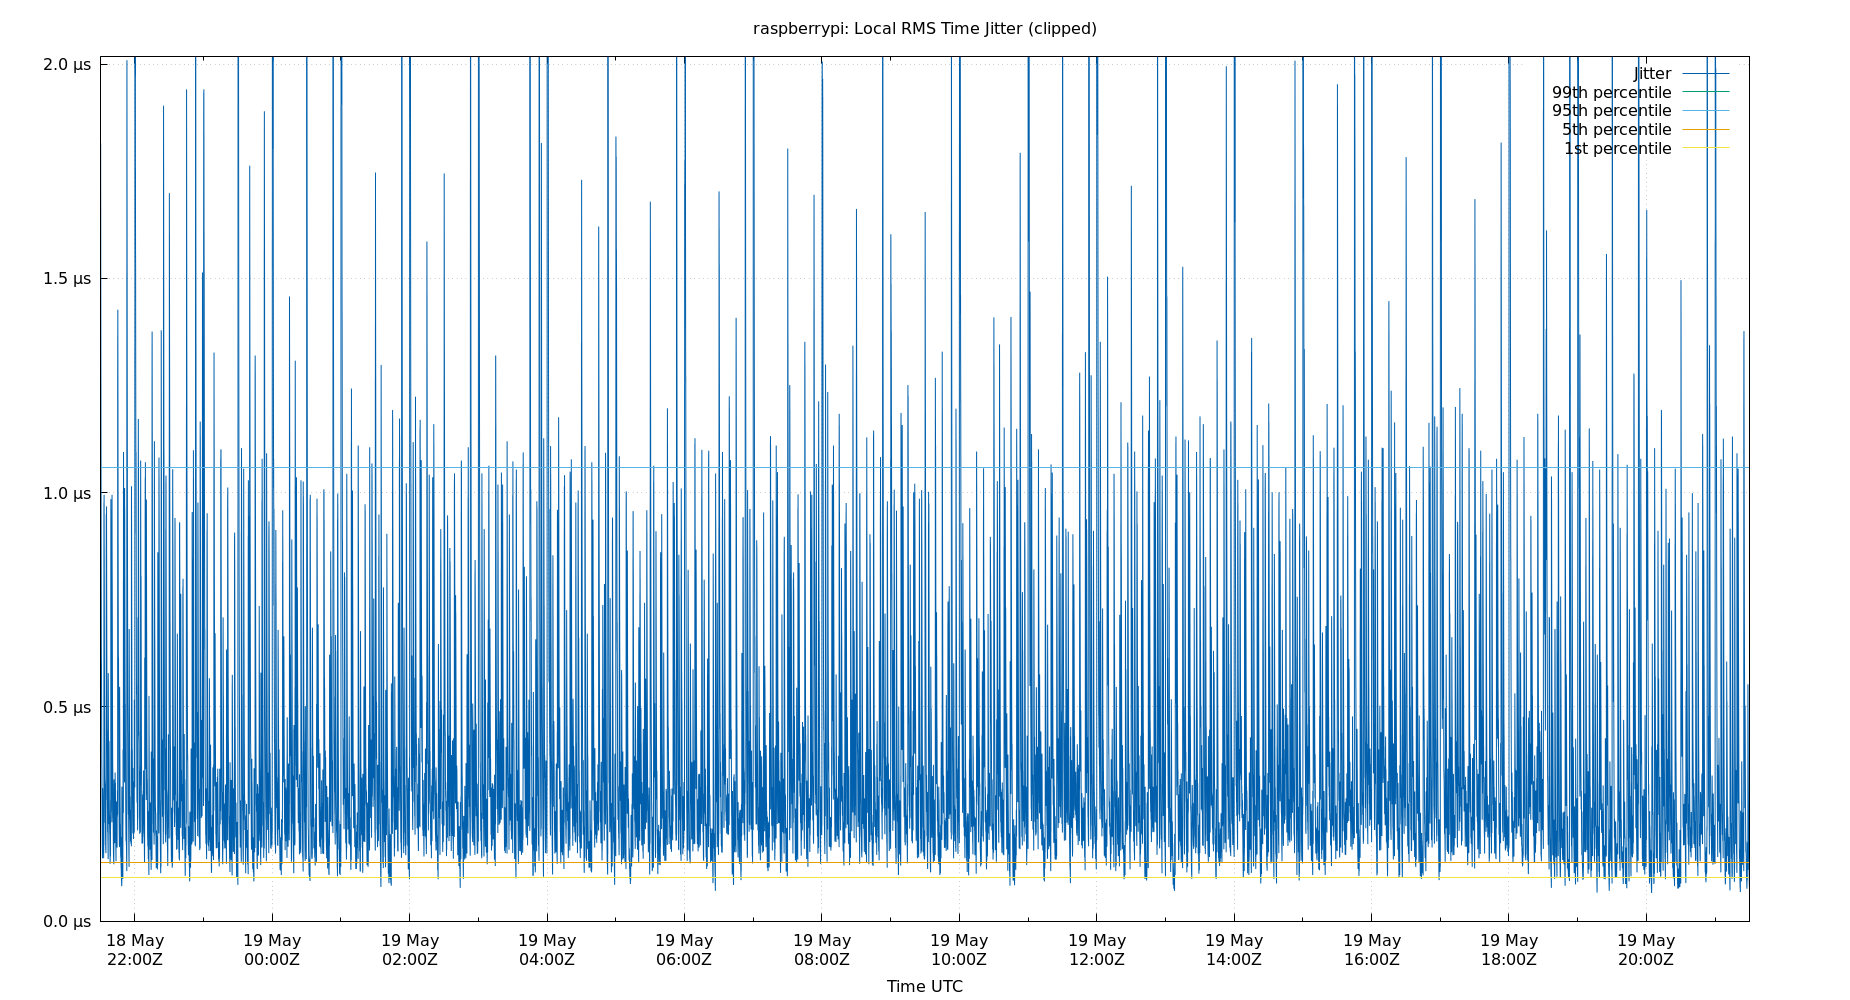 raspberrypi: Local RMS Time Jitter (clipped)
2.0 μs
1.5 μs
1.0 μs
0.5 μs
0.0 μs
Jitter
99th percentile
95th percentile
5th percentile
1st percentile
18 May 19 May 19 May 19 May 19 May 19 May 19 May 19 May 19 May 19 May 19 May 19 May
22:00Z 00:00Z 02:00Z 04:00Z 06:00Z 08:00Z 10:00Z 12:00Z 14:00Z 16:00Z 18:00Z 20:00Z
Time UTC